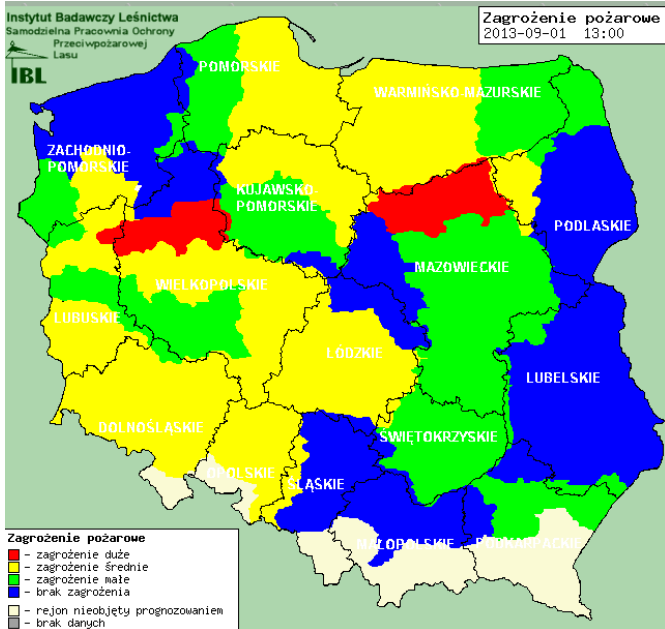 Instytut Badawczy Leśnictwa
Samodzielna Pracownia Ochrony
Przeciwpożarowej
Lasu
IBL
Zagrożenie pożarowe
2013-09-01 13:00
POMORSKIE
WARNIŃSKO-MAZURSKIE
ZACHODNIO-
POMORSKIE
KUJAWSKO-
POMORSKIE
PODLASKIE
MAZOWIECKIE
WIELKOPOLSKIE
LUBUSKIE
ŁÓDZKIE
LUBELSKIE
DOLNOŚLĄSKIE
ŚWIĘTOKRZYSKIE
OPOLSKIE
ŚLĄSKIE
MAŁOPOLSKIE
PODKARPACKIE
Zagrożenie pożarowe
– zagrożenie duże
– zagrożenie średnie
– zagrożenie małe
– brak zagrożenia
– rejon nieobjęty prognozowaniem
– brak danych